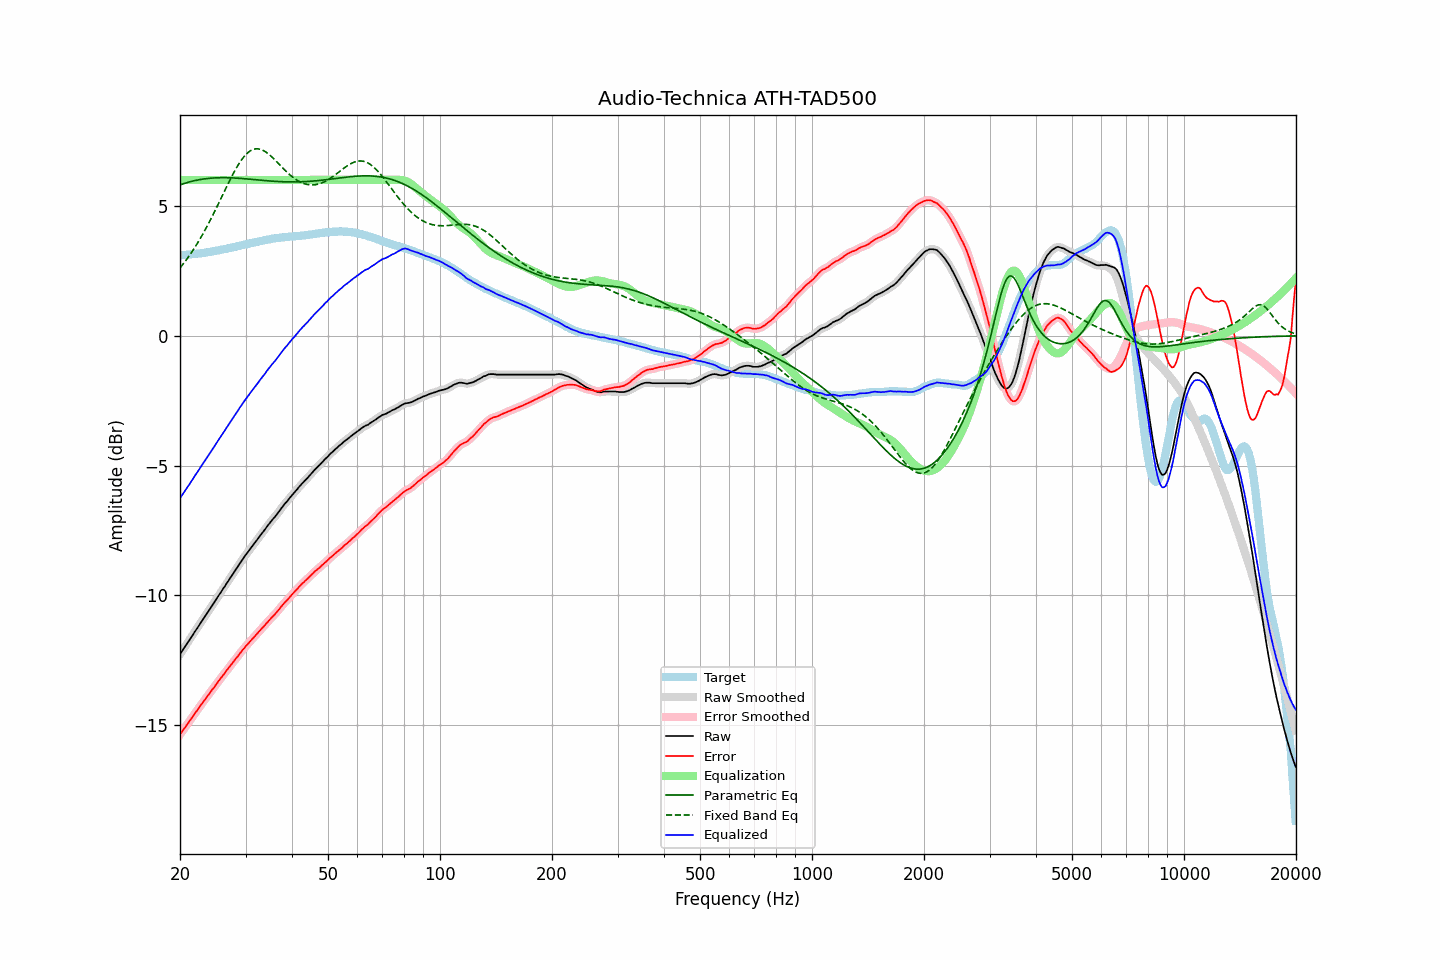 Audio-Technica ATH-TAD500
Amplitude (dBr)
5
0
−5
−10
−15
Target
Raw Smoothed
Error Smoothed
Raw
Error
Equalization
Parametric Eq
Fixed Band Eq
Equalized
20 50 100 200 500 1000 2000 5000 10000 20000
Frequency (Hz)